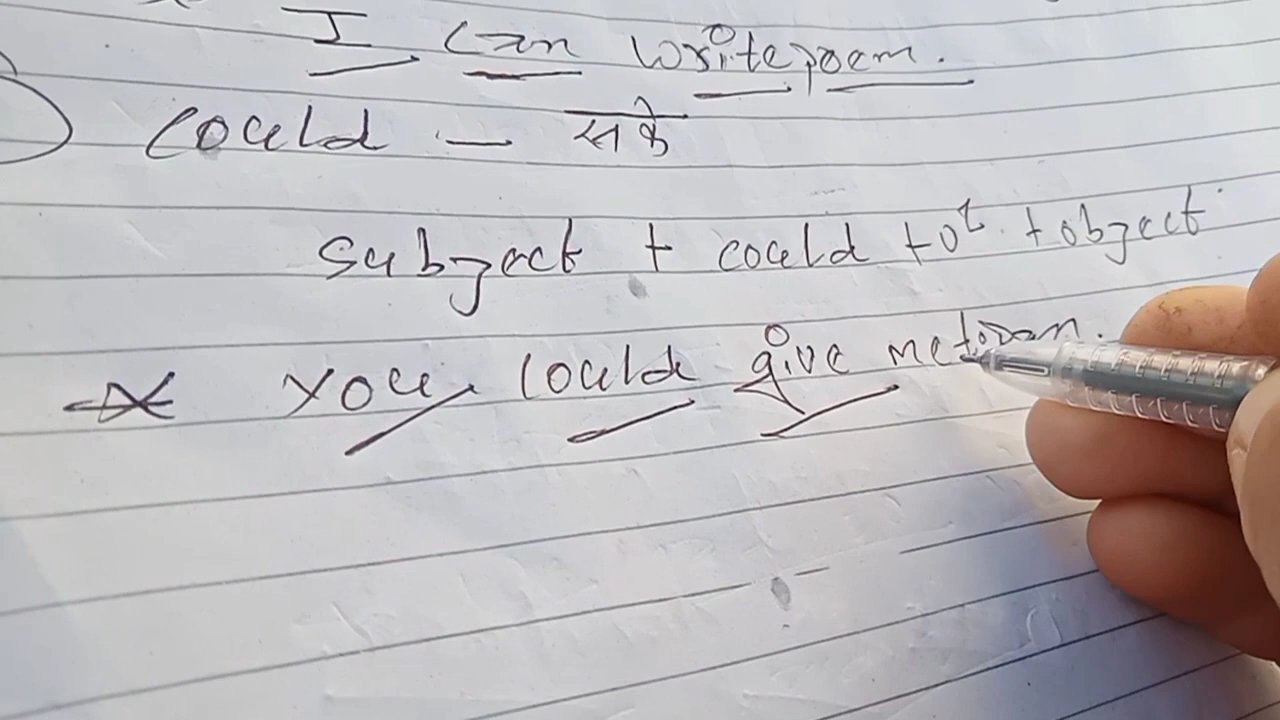 I can write poem.
could – सके
subject + could + v¹ + object
you could give me